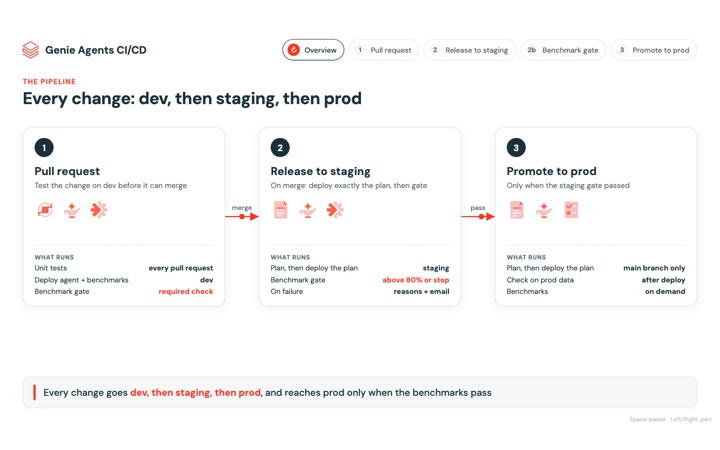 Genie Agents CI/CD
Overview
1 Pull request
2 Release to staging
2b Benchmark gate
3 Promote to prod
THE PIPELINE
Every change: dev, then staging, then prod
1
Pull request
Test the change on dev before it can merge
WHAT RUNS
Unit tests every pull request
Deploy agent + benchmarks dev
Benchmark gate required check
merge
2
Release to staging
On merge: deploy exactly the plan, then gate
WHAT RUNS
Plan, then deploy the plan staging
Benchmark gate above 80% or stop
On failure reasons + email
pass
3
Promote to prod
Only when the staging gate passed
WHAT RUNS
Plan, then deploy the plan main branch only
Check on prod data after deploy
Benchmarks on demand
Every change goes dev, then staging, then prod, and reaches prod only when the benchmarks pass
Space: pause Left/Right: part